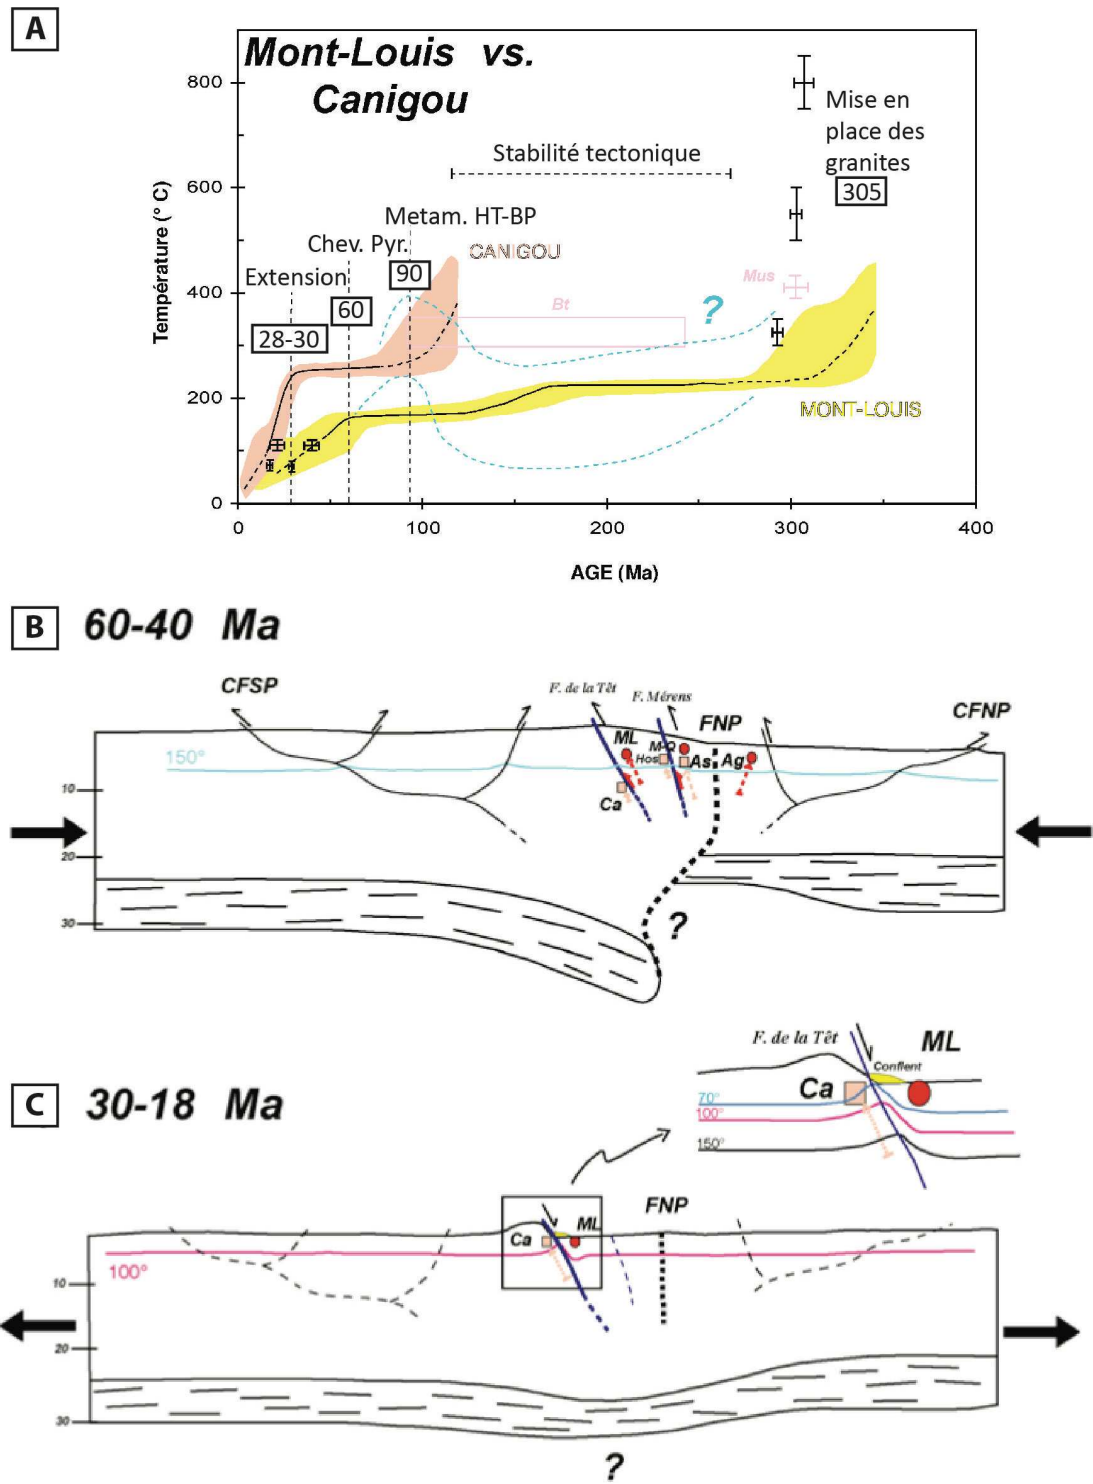 A
Mont-Louis vs.
Canigou
800
600
400
200
0
Température (° C)
Mise en
place des
granites
305
Stabilité tectonique
Metam. HT-BP
CANIGOU
Chev. Pyr.
90
Extension
60
28-30
Mus
Bt
?
MONT-LOUIS
0
100
200
300
400
AGE (Ma)
B
60-40 Ma
CFSP
F. de la Têt
F. Mérens
FNP
CFNP
ML
M-Q
Hos
As
Ag
150°
Ca
10
20
30
?
C
30-18 Ma
F. de la Têt
ML
Conflent
Ca
70°
100°
150°
FNP
Ca
ML
100°
10
20
30
?